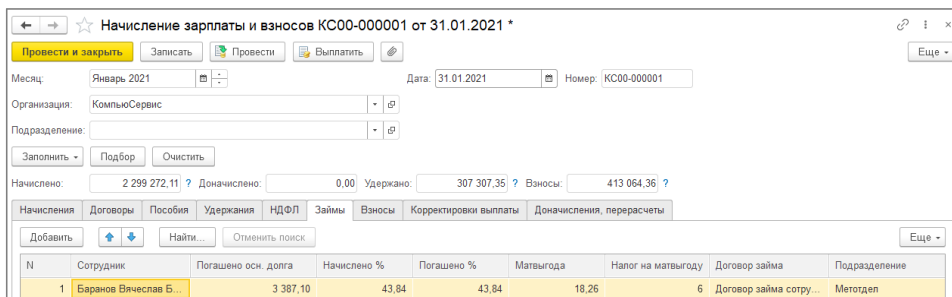 Начисление зарплаты и взносов КС00-000001 от 31.01.2021 *
Провести и закрыть Записать Провести Выплатить Еще
Месяц: Январь 2021 Дата: 31.01.2021 Номер: КС00-000001
Организация: КомпьюСервис
Подразделение:
Заполнить Подбор Очистить
Начислено: 2 299 272,11 ? Доначислено: 0,00 Удержано: 307 307,35 ? Взносы: 413 064,36 ?
Начисления Договоры Пособия Удержания НДФЛ Займы Взносы Корректировки выплаты Доначисления, перерасчеты
Добавить Найти... Отменить поиск Еще
N Сотрудник Погашено осн. долга Начислено % Погашено % Матвыгода Налог на матвыгоду Договор займа Подразделение
1 Баранов Вячеслав Б... 3 387,10 43,84 43,84 18,26 6 Договор займа сотру... Метотдел